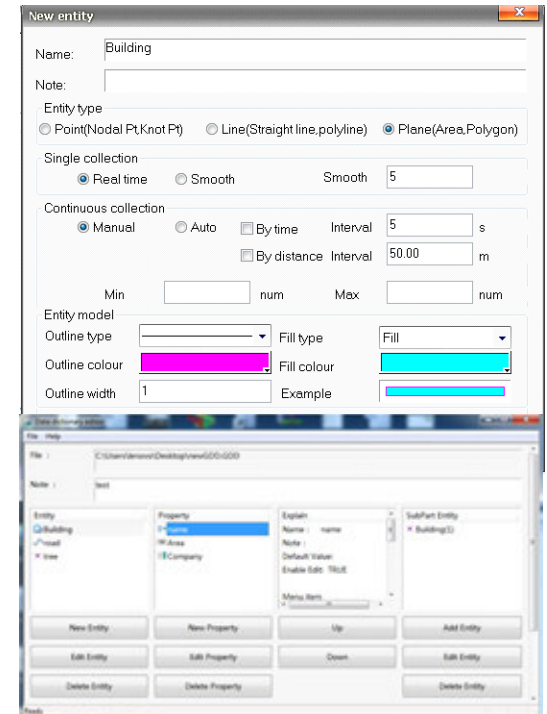 New entity
Name: Building
Note:
Entity type
Point(Nodal Pt,Knot Pt) Line(Straight line,polyline) Plane(Area,Polygon)
Single collection
Real time Smooth Smooth 5
Continuous collection
Manual Auto By time Interval 5 s
By distance Interval 50.00 m
Min num Max num
Entity model
Outline type Fill type Fill
Outline colour Fill colour
Outline width 1 Example
Data dictionary editor
File Help
File : C:\Users\lenovo\Desktop\newGDD.GDD
Note : test
Entity Property Explain SubPart Entity
Building name Name : name Building(1)
road Area Note :
tree Company Default Value:
Enable Edit: TRUE
Menu item
New Entity New Property Up Add Entity
Edit Entity Edit Property Down Edit Entity
Delete Entity Delete Property Delete Entity
Ready